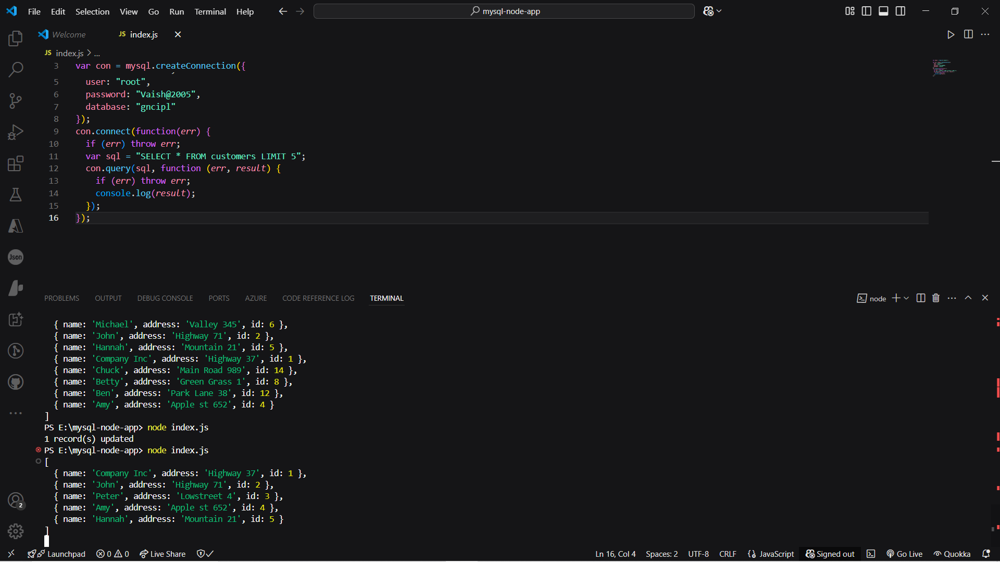 File Edit Selection View Go Run Terminal Help mysql-node-app
Welcome JS index.js
JS index.js > ...
3 var con = mysql.createConnection({
5 user: "root",
6 password: "Vaish@2005",
7 database: "gncipl"
8 });
9 con.connect(function(err) {
10 if (err) throw err;
11 var sql = "SELECT * FROM customers LIMIT 5";
12 con.query(sql, function (err, result) {
13 if (err) throw err;
14 console.log(result);
15 });
16 });
Json
PROBLEMS OUTPUT DEBUG CONSOLE PORTS AZURE CODE REFERENCE LOG TERMINAL node
{ name: 'Michael', address: 'Valley 345', id: 6 },
{ name: 'John', address: 'Highway 71', id: 2 },
{ name: 'Hannah', address: 'Mountain 21', id: 5 },
{ name: 'Company Inc', address: 'Highway 37', id: 1 },
{ name: 'Chuck', address: 'Main Road 989', id: 14 },
{ name: 'Betty', address: 'Green Grass 1', id: 8 },
{ name: 'Ben', address: 'Park Lane 38', id: 12 },
{ name: 'Amy', address: 'Apple st 652', id: 4 }
]
PS E:\mysql-node-app> node index.js
1 record(s) updated
PS E:\mysql-node-app> node index.js
[
{ name: 'Company Inc', address: 'Highway 37', id: 1 },
{ name: 'John', address: 'Highway 71', id: 2 },
{ name: 'Peter', address: 'Lowstreet 4', id: 3 },
{ name: 'Amy', address: 'Apple st 652', id: 4 },
{ name: 'Hannah', address: 'Mountain 21', id: 5 }
]
2
Launchpad 0 0 Live Share Ln 16, Col 4 Spaces: 2 UTF-8 CRLF {} JavaScript Signed out Go Live Quokka